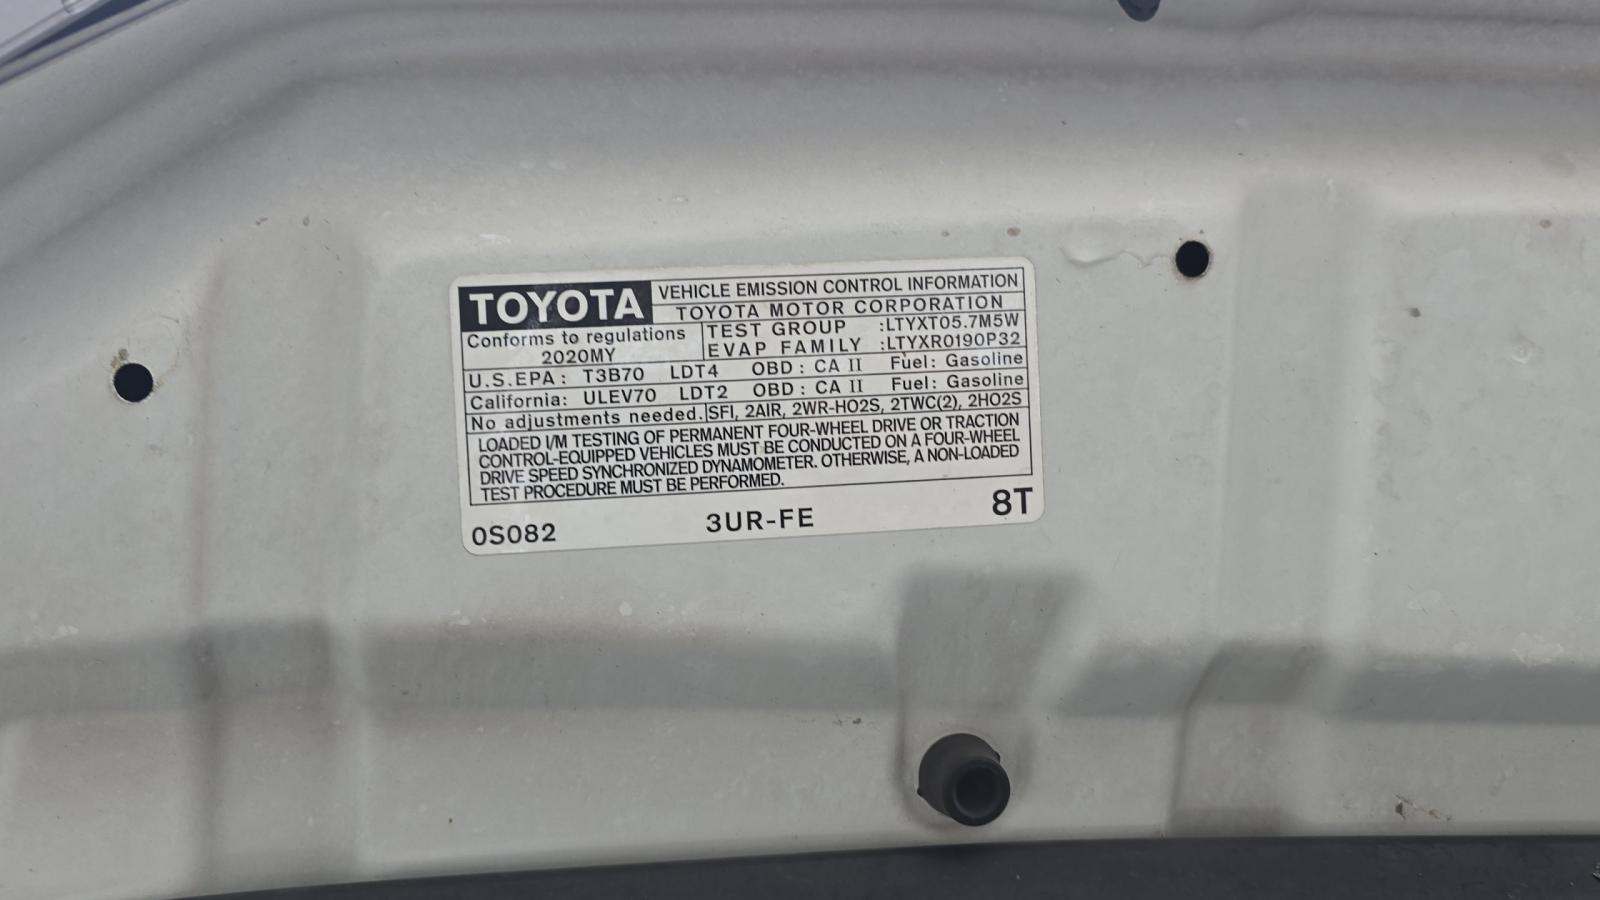 TOYOTA VEHICLE EMISSION CONTROL INFORMATION
TOYOTA MOTOR CORPORATION
Conforms to regulations
2020MY
TEST GROUP :LTYXT05.7M5W
EVAP FAMILY :LTYXR0190P32
U.S.EPA: T3B70 LDT4 OBD: CA II Fuel: Gasoline
California: ULEV70 LDT2 OBD: CA II Fuel: Gasoline
No adjustments needed. SFI, 2AIR, 2WR-HO2S, 2TWC(2), 2HO2S
LOADED I/M TESTING OF PERMANENT FOUR-WHEEL DRIVE OR TRACTION
CONTROL-EQUIPPED VEHICLES MUST BE CONDUCTED ON A FOUR-WHEEL
DRIVE SPEED SYNCHRONIZED DYNAMOMETER. OTHERWISE, A NON-LOADED
TEST PROCEDURE MUST BE PERFORMED.
0S082 3UR-FE 8T